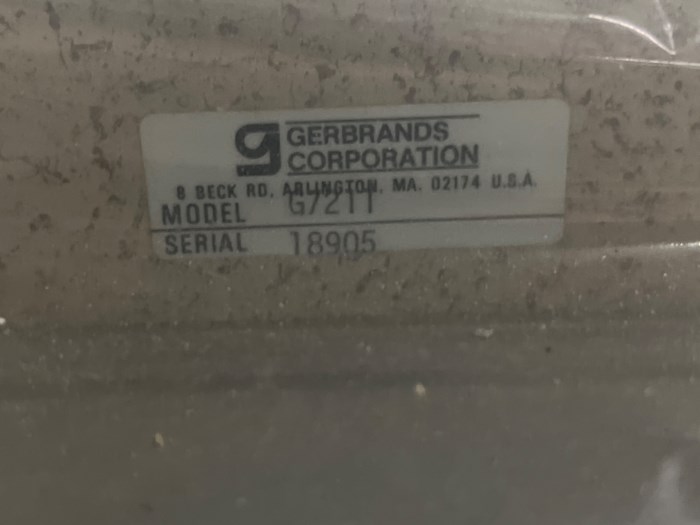 g GERBRANDS
CORPORATION
8 BECK RD. ARLINGTON, MA. 02174 U.S.A.
MODEL G7211
SERIAL 18905